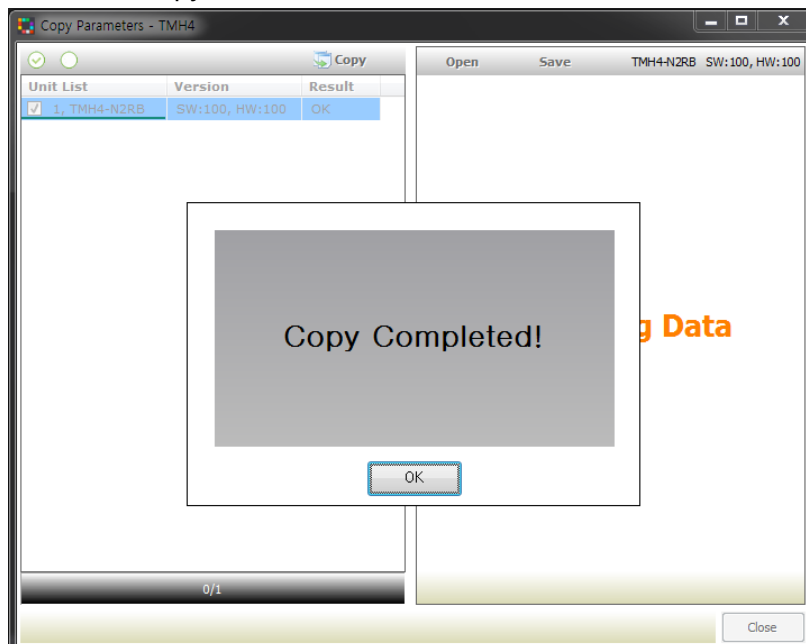 Copy Parameters - TMH4
Copy
Open Save TMH4-N2RB SW:100, HW:100
Unit List Version Result
1, TMH4-N2RB SW:100, HW:100 OK
Copy Completed!
Data
OK
0/1
Close